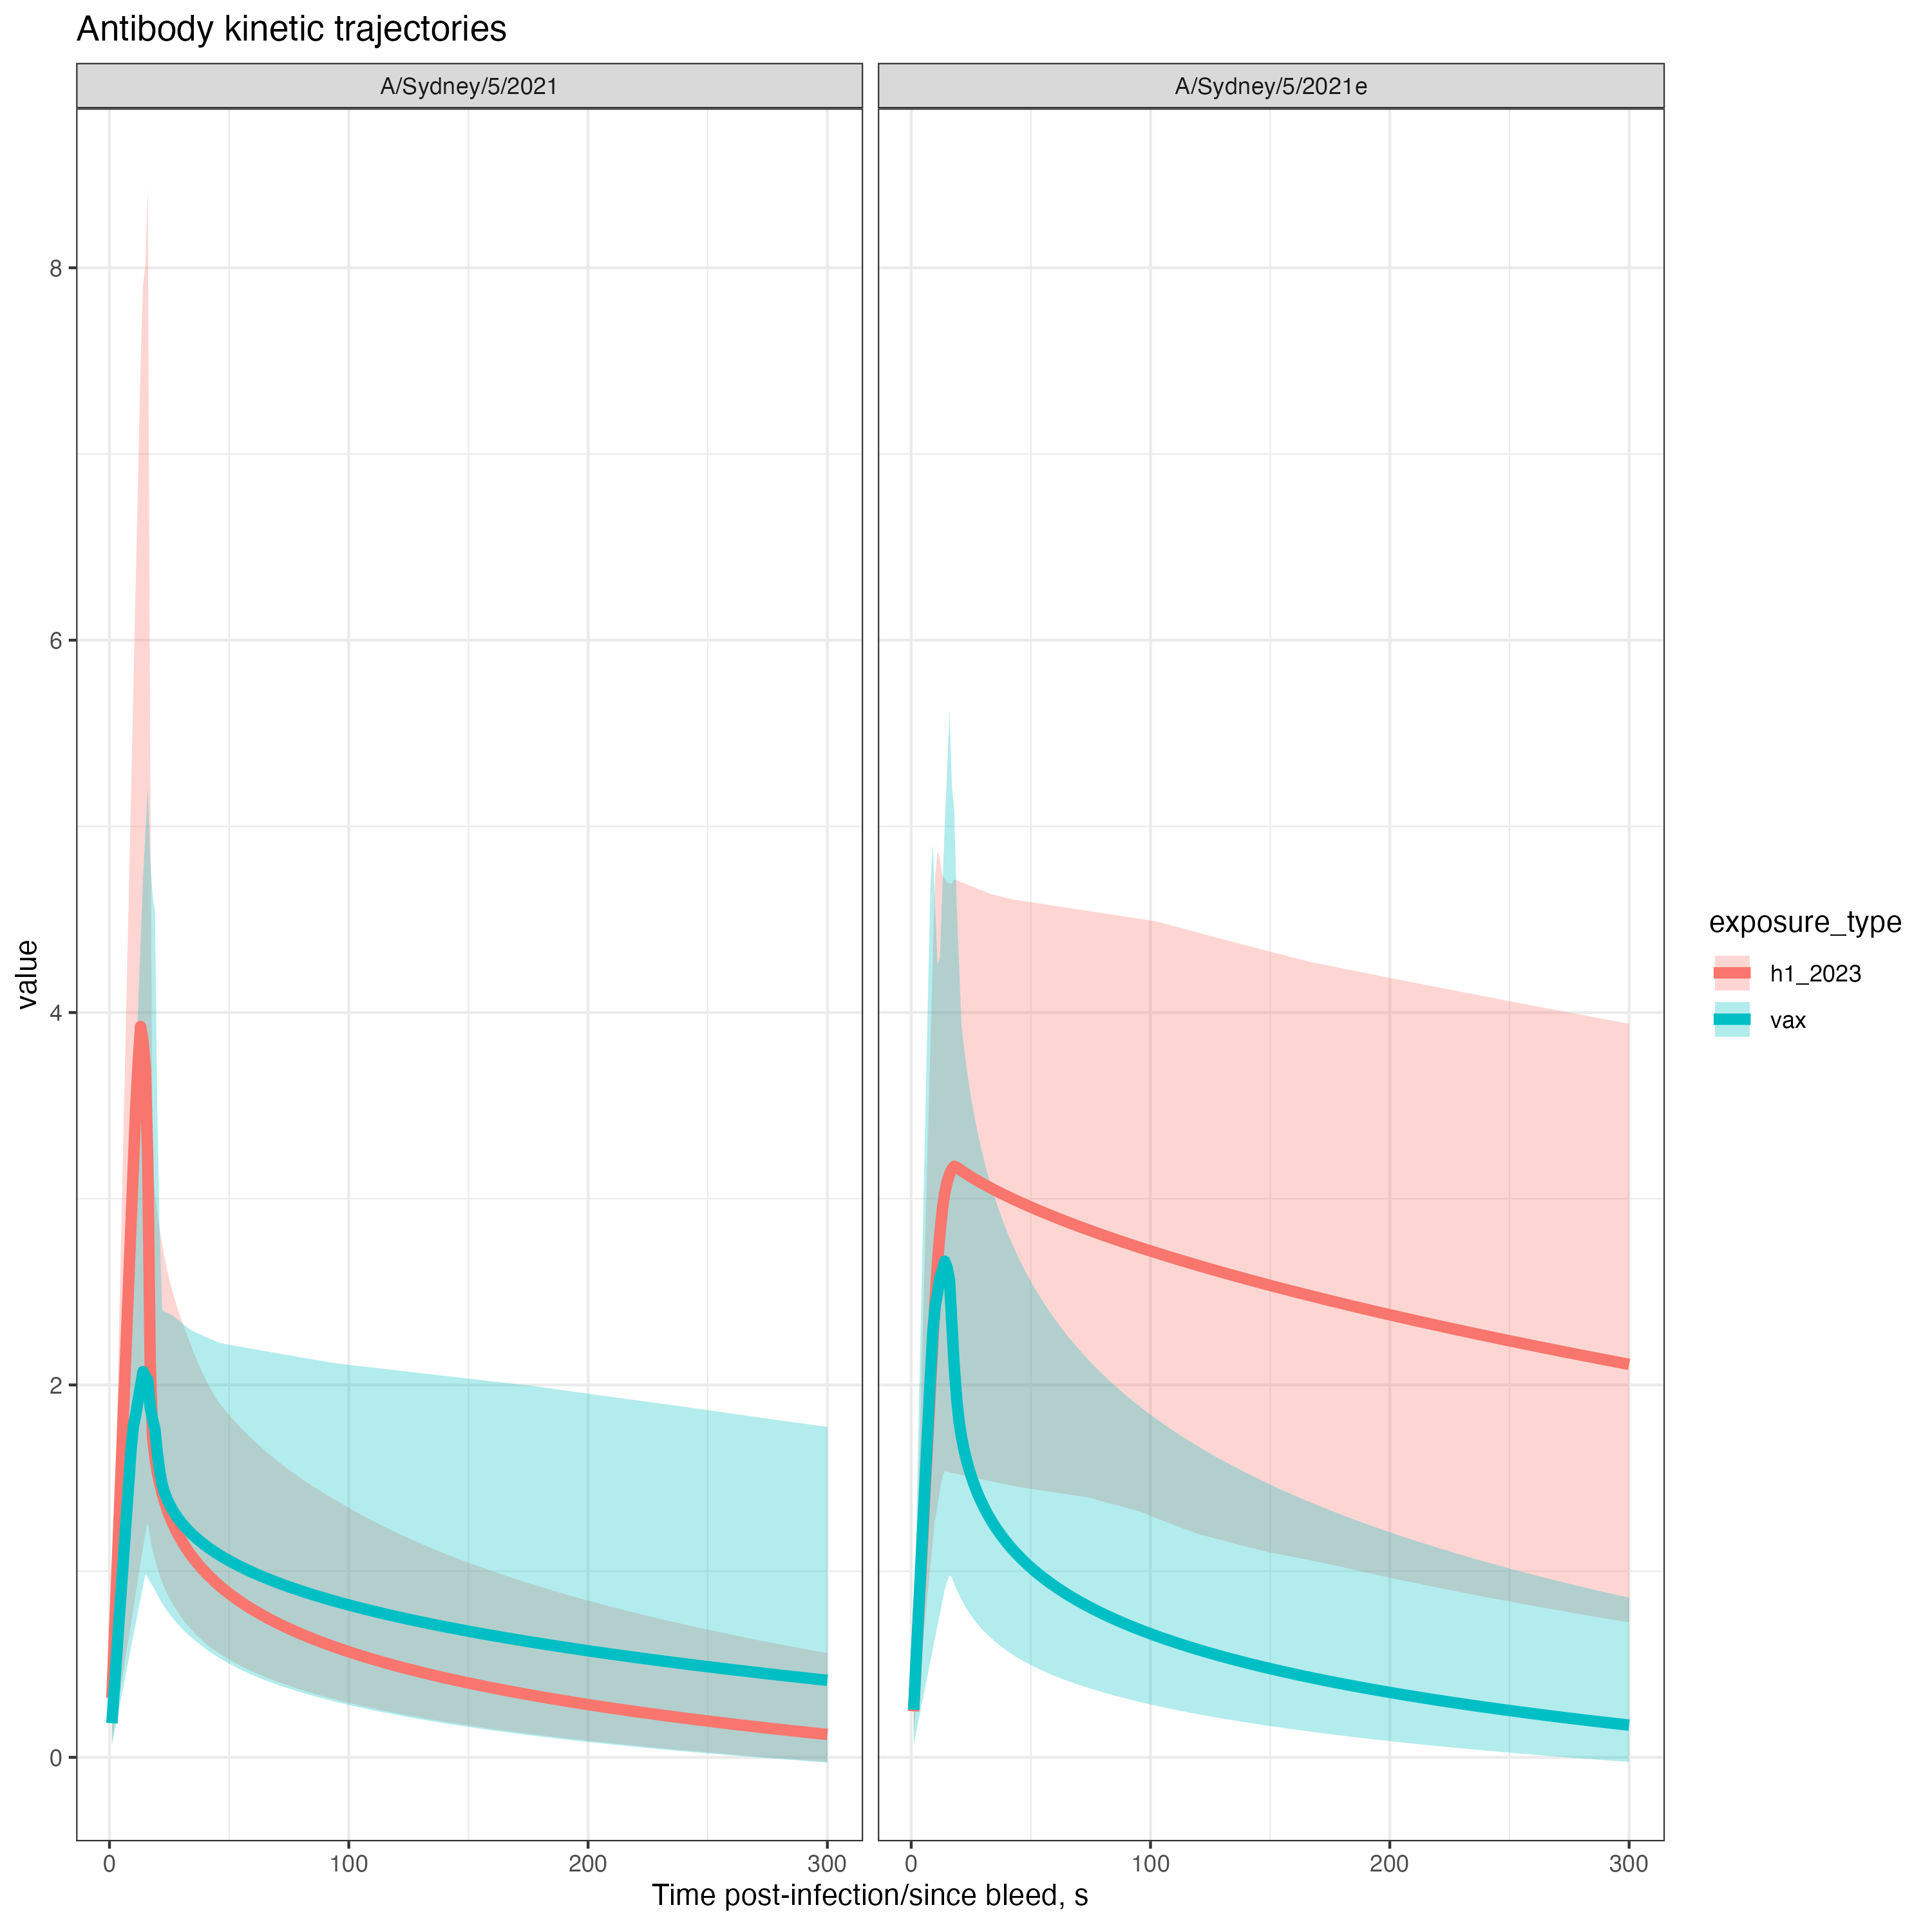 Antibody kinetic trajectories
A/Sydney/5/2021
A/Sydney/5/2021e
8
6
4
2
0
value
0 100 200 300
0 100 200 300
Time post-infection/since bleed, s
exposure_type
h1_2023
vax